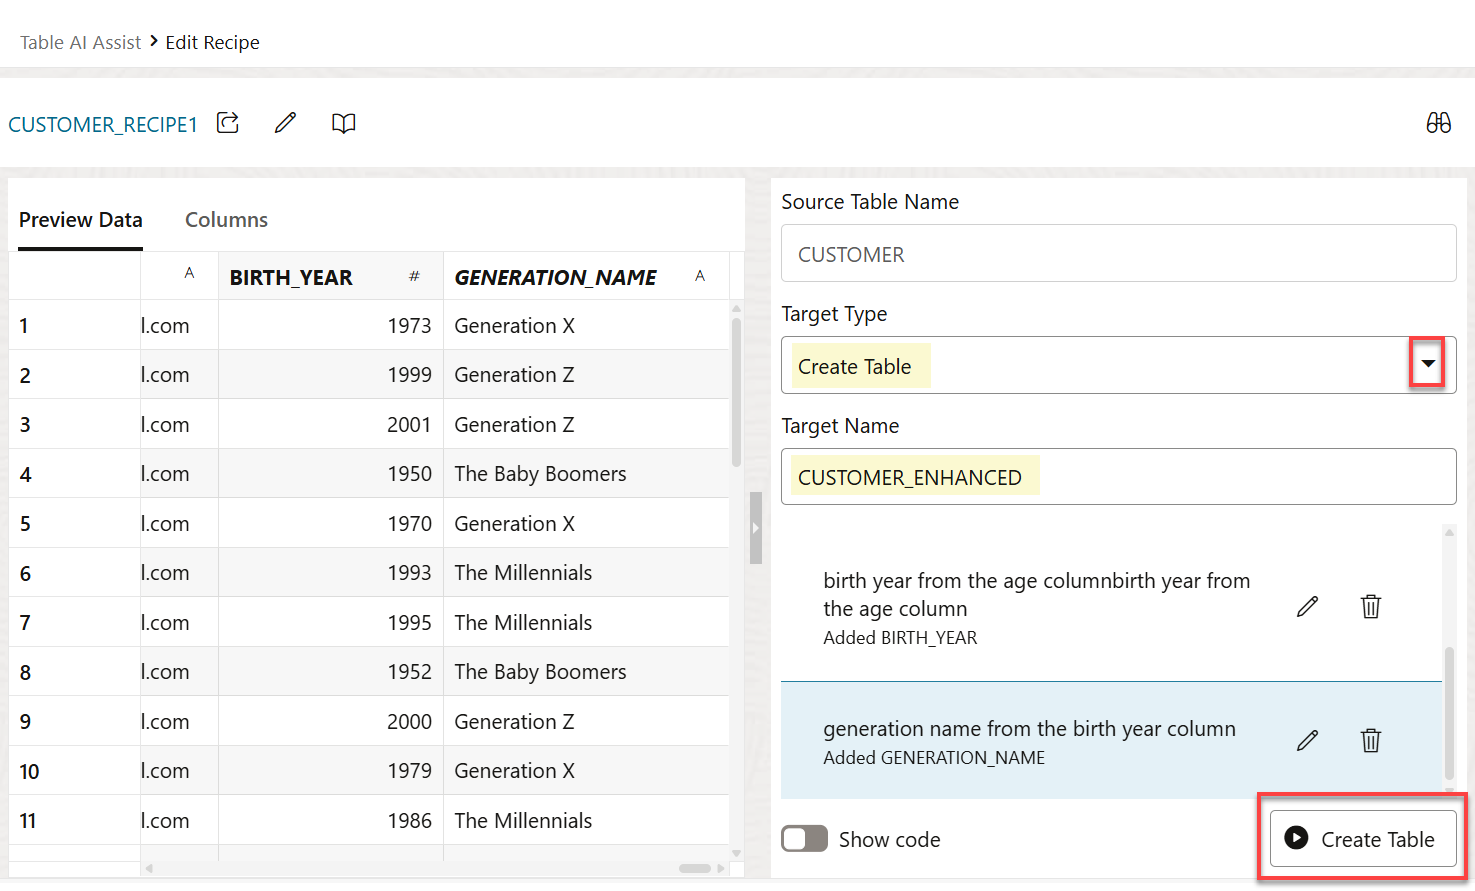 Table AI Assist > Edit Recipe
CUSTOMER_RECIPE1
Preview Data Columns
A BIRTH_YEAR # GENERATION_NAME A
1 l.com 1973 Generation X
2 l.com 1999 Generation Z
3 l.com 2001 Generation Z
4 l.com 1950 The Baby Boomers
5 l.com 1970 Generation X
6 l.com 1993 The Millennials
7 l.com 1995 The Millennials
8 l.com 1952 The Baby Boomers
9 l.com 2000 Generation Z
10 l.com 1979 Generation X
11 l.com 1986 The Millennials
Source Table Name
CUSTOMER
Target Type
Create Table
Target Name
CUSTOMER_ENHANCED
birth year from the age columnbirth year from
the age column
Added BIRTH_YEAR
generation name from the birth year column
Added GENERATION_NAME
Show code
Create Table